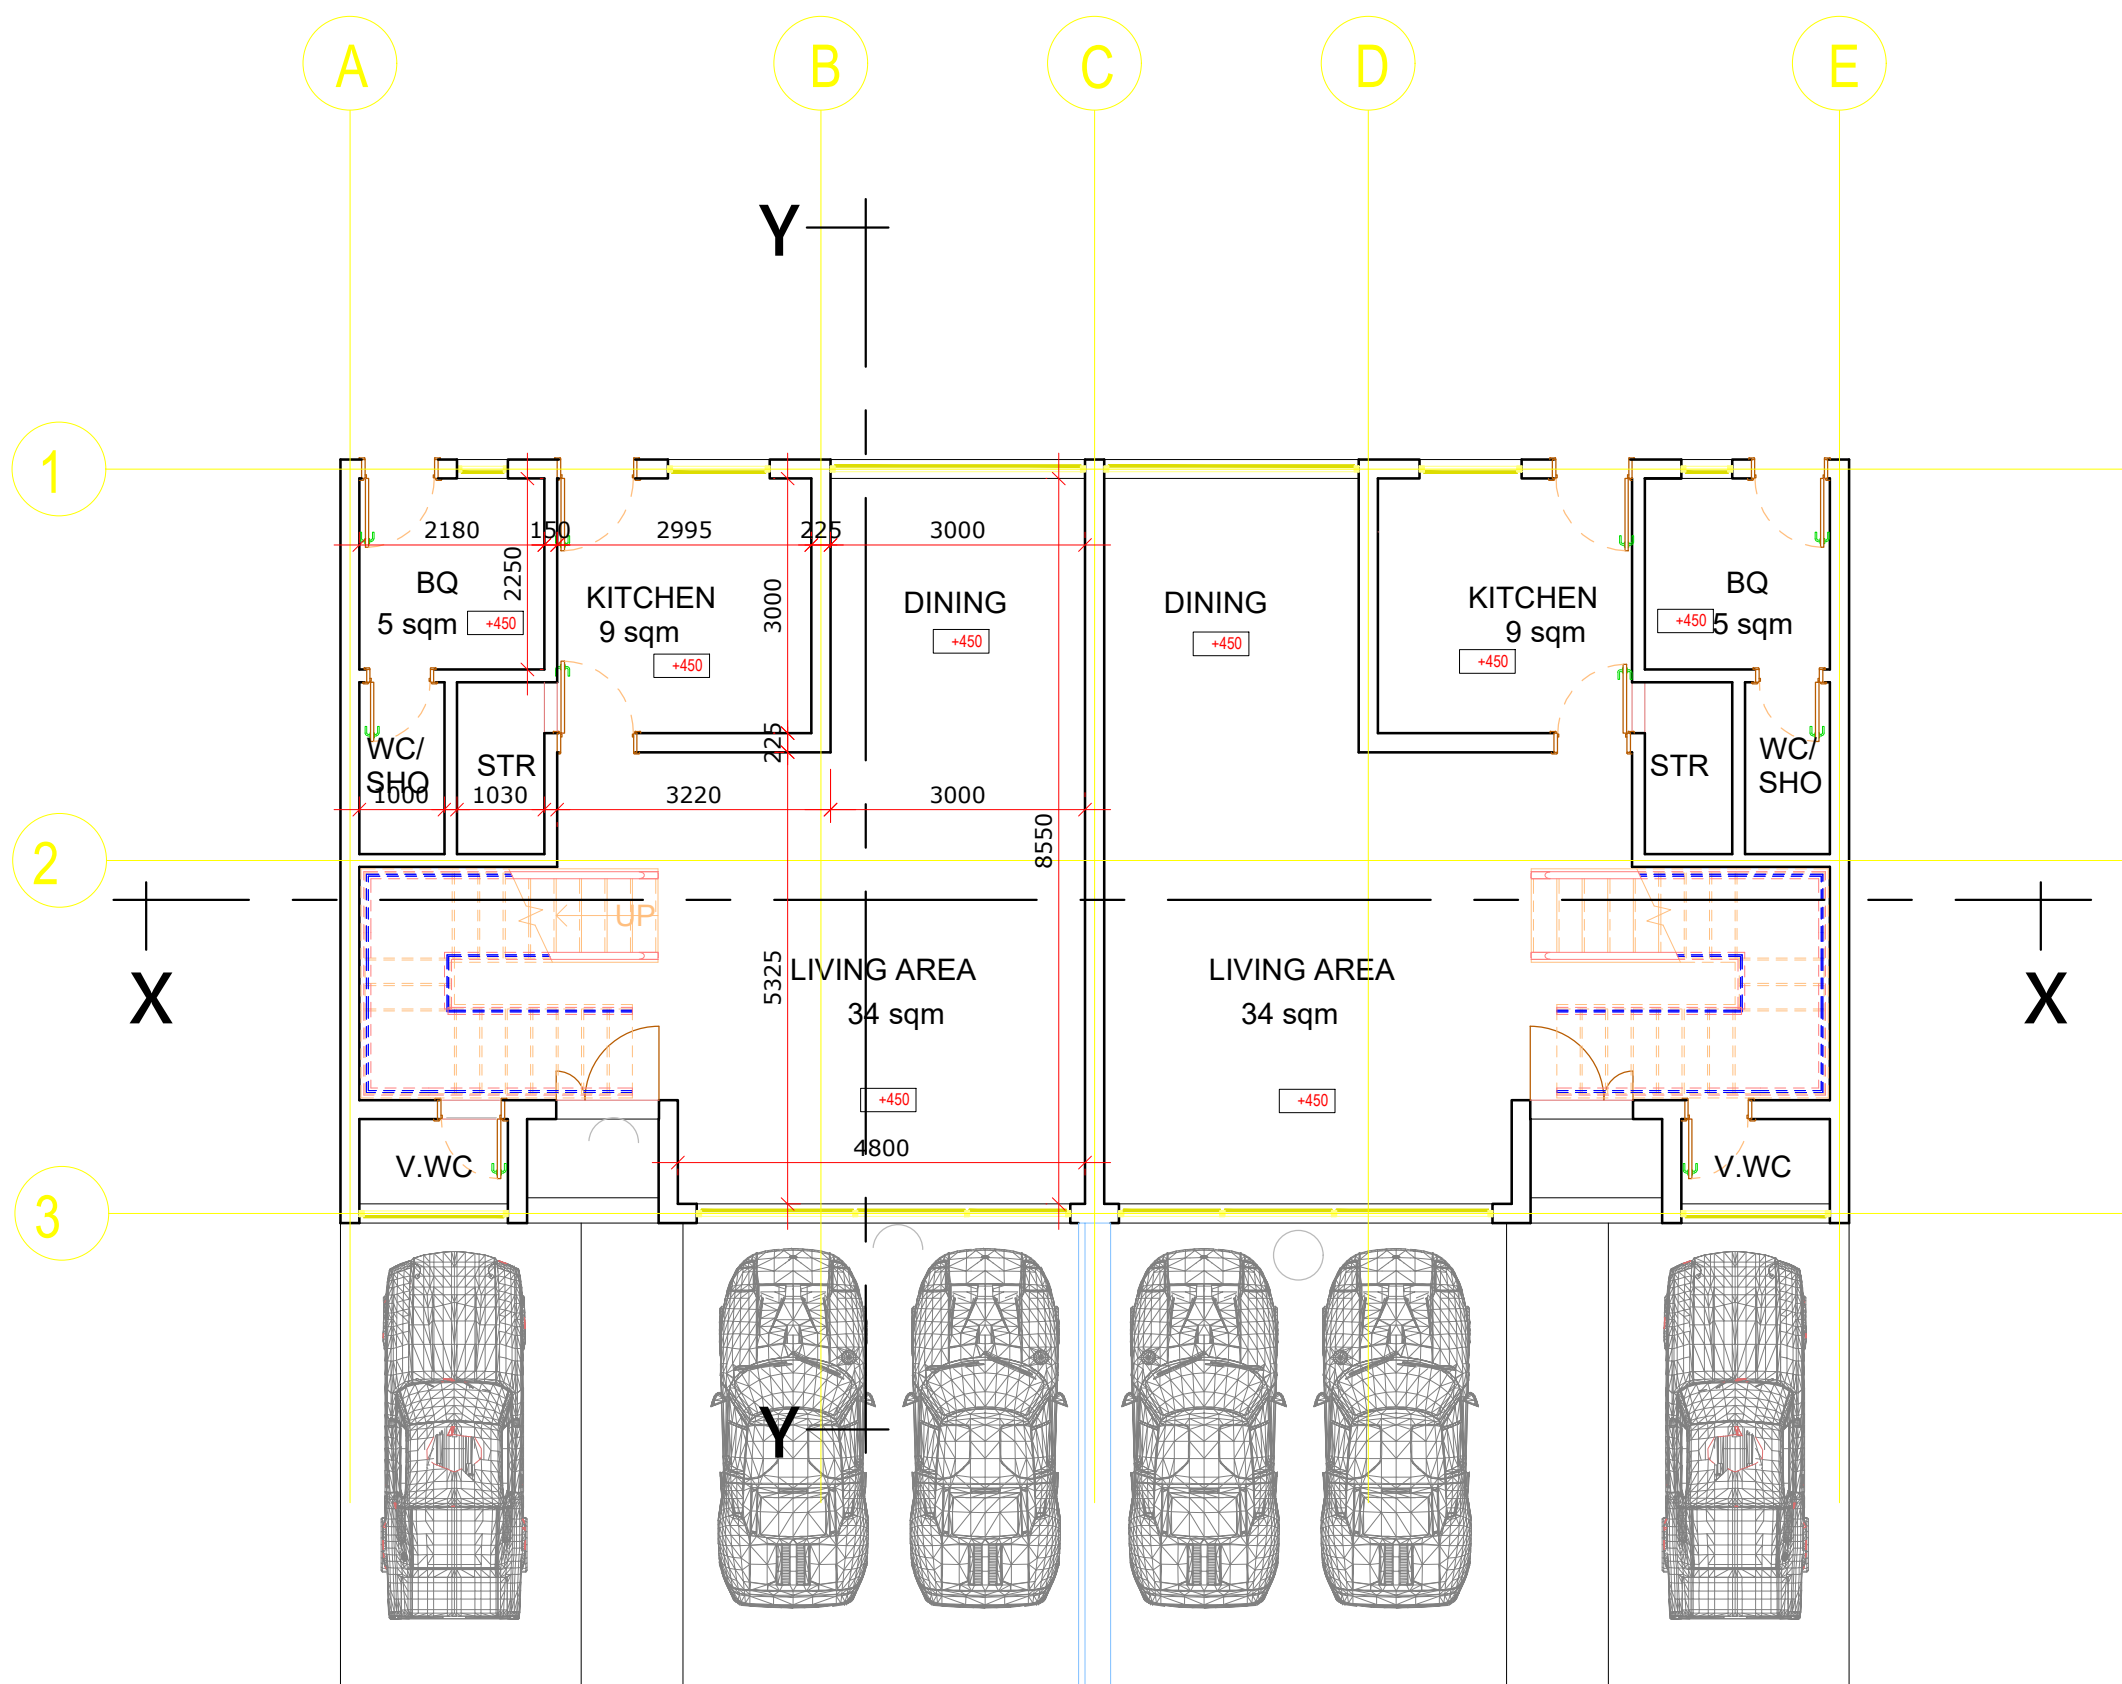 A B C D E
Y
1
2180 150 2995 225 3000
2250
3000
BQ
5 sqm
+450
KITCHEN
9 sqm
+450
DINING
+450
DINING
+450
KITCHEN
9 sqm
+450
BQ
5 sqm
+450
225
WC/
SHO
STR
STR
WC/
SHO
1000 1030 3220 3000
8550
2
UP
X
5325
LIVING AREA
34 sqm
+450
LIVING AREA
34 sqm
+450
X
4800
V.WC
V.WC
3
Y